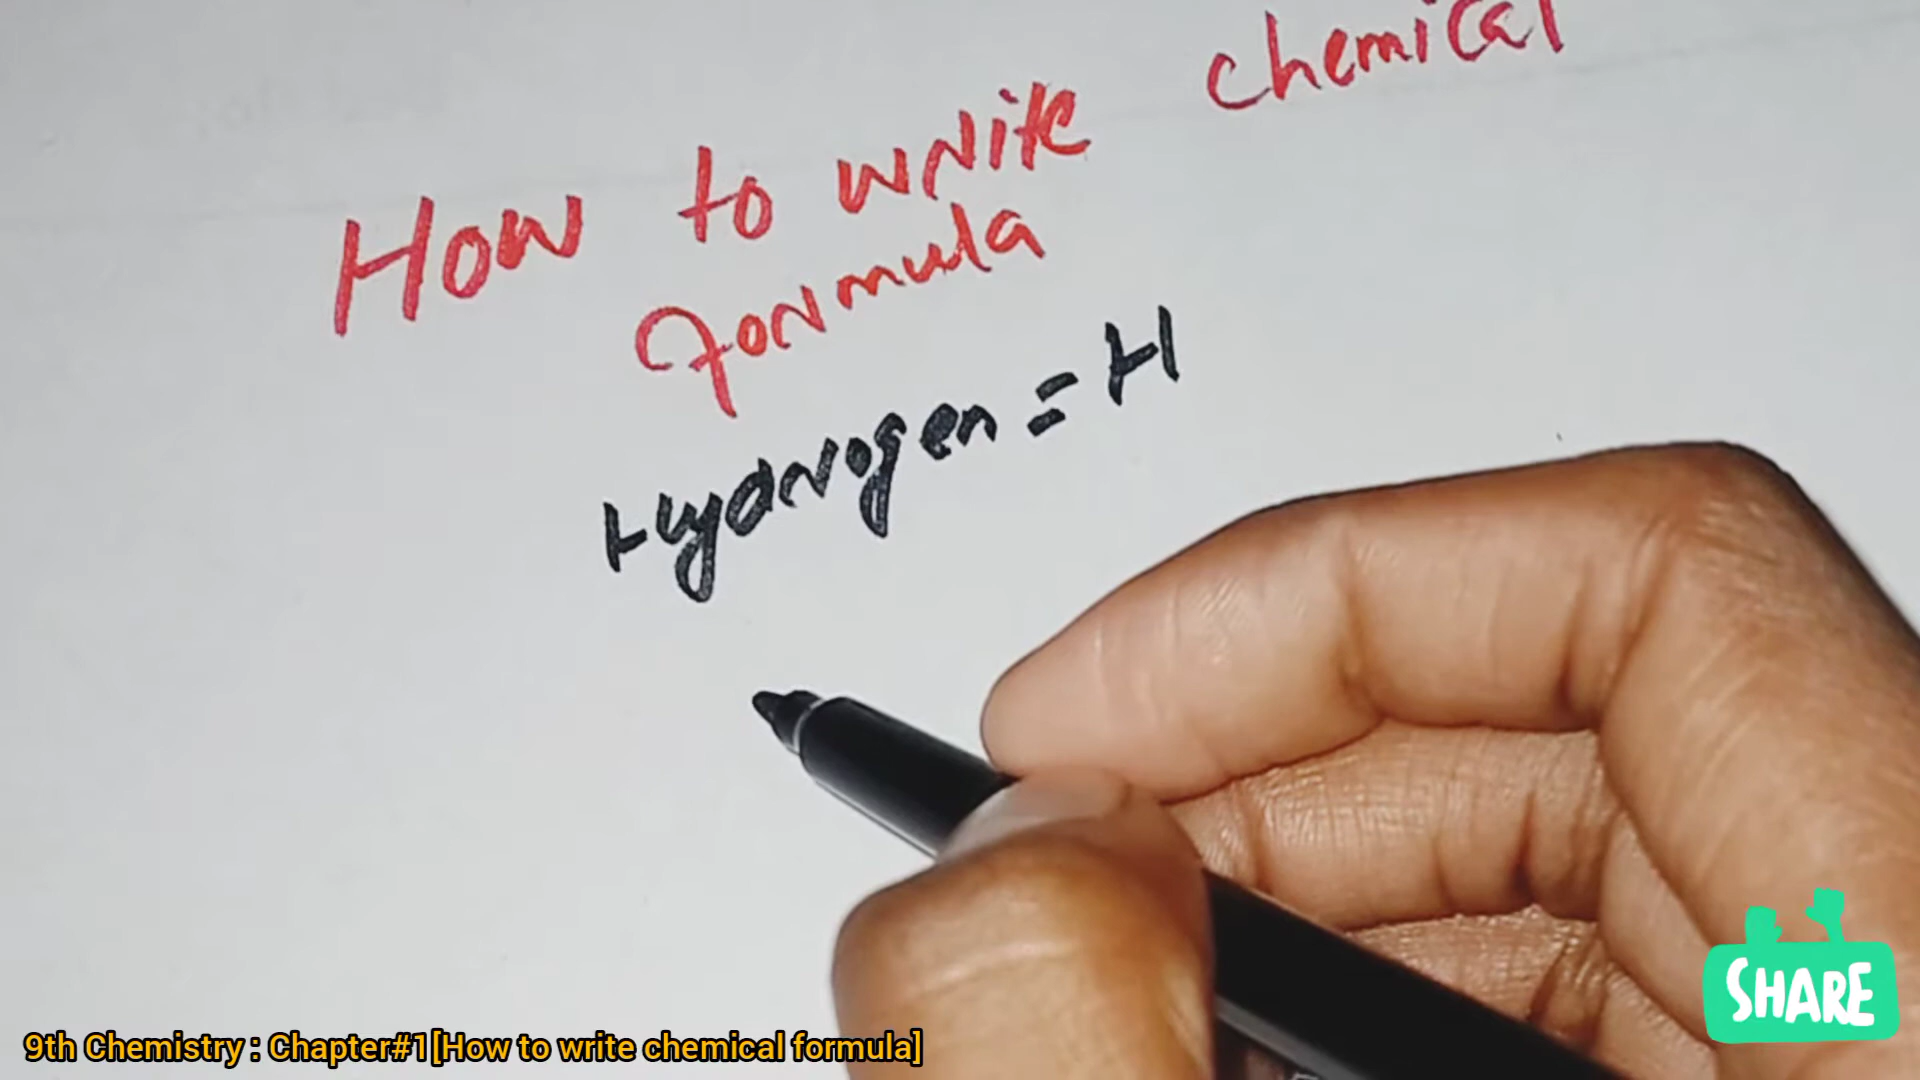 How to write chemical
formula
Hydrogen = H
SHARE
9th Chemistry : Chapter#1[How to write chemical formula]